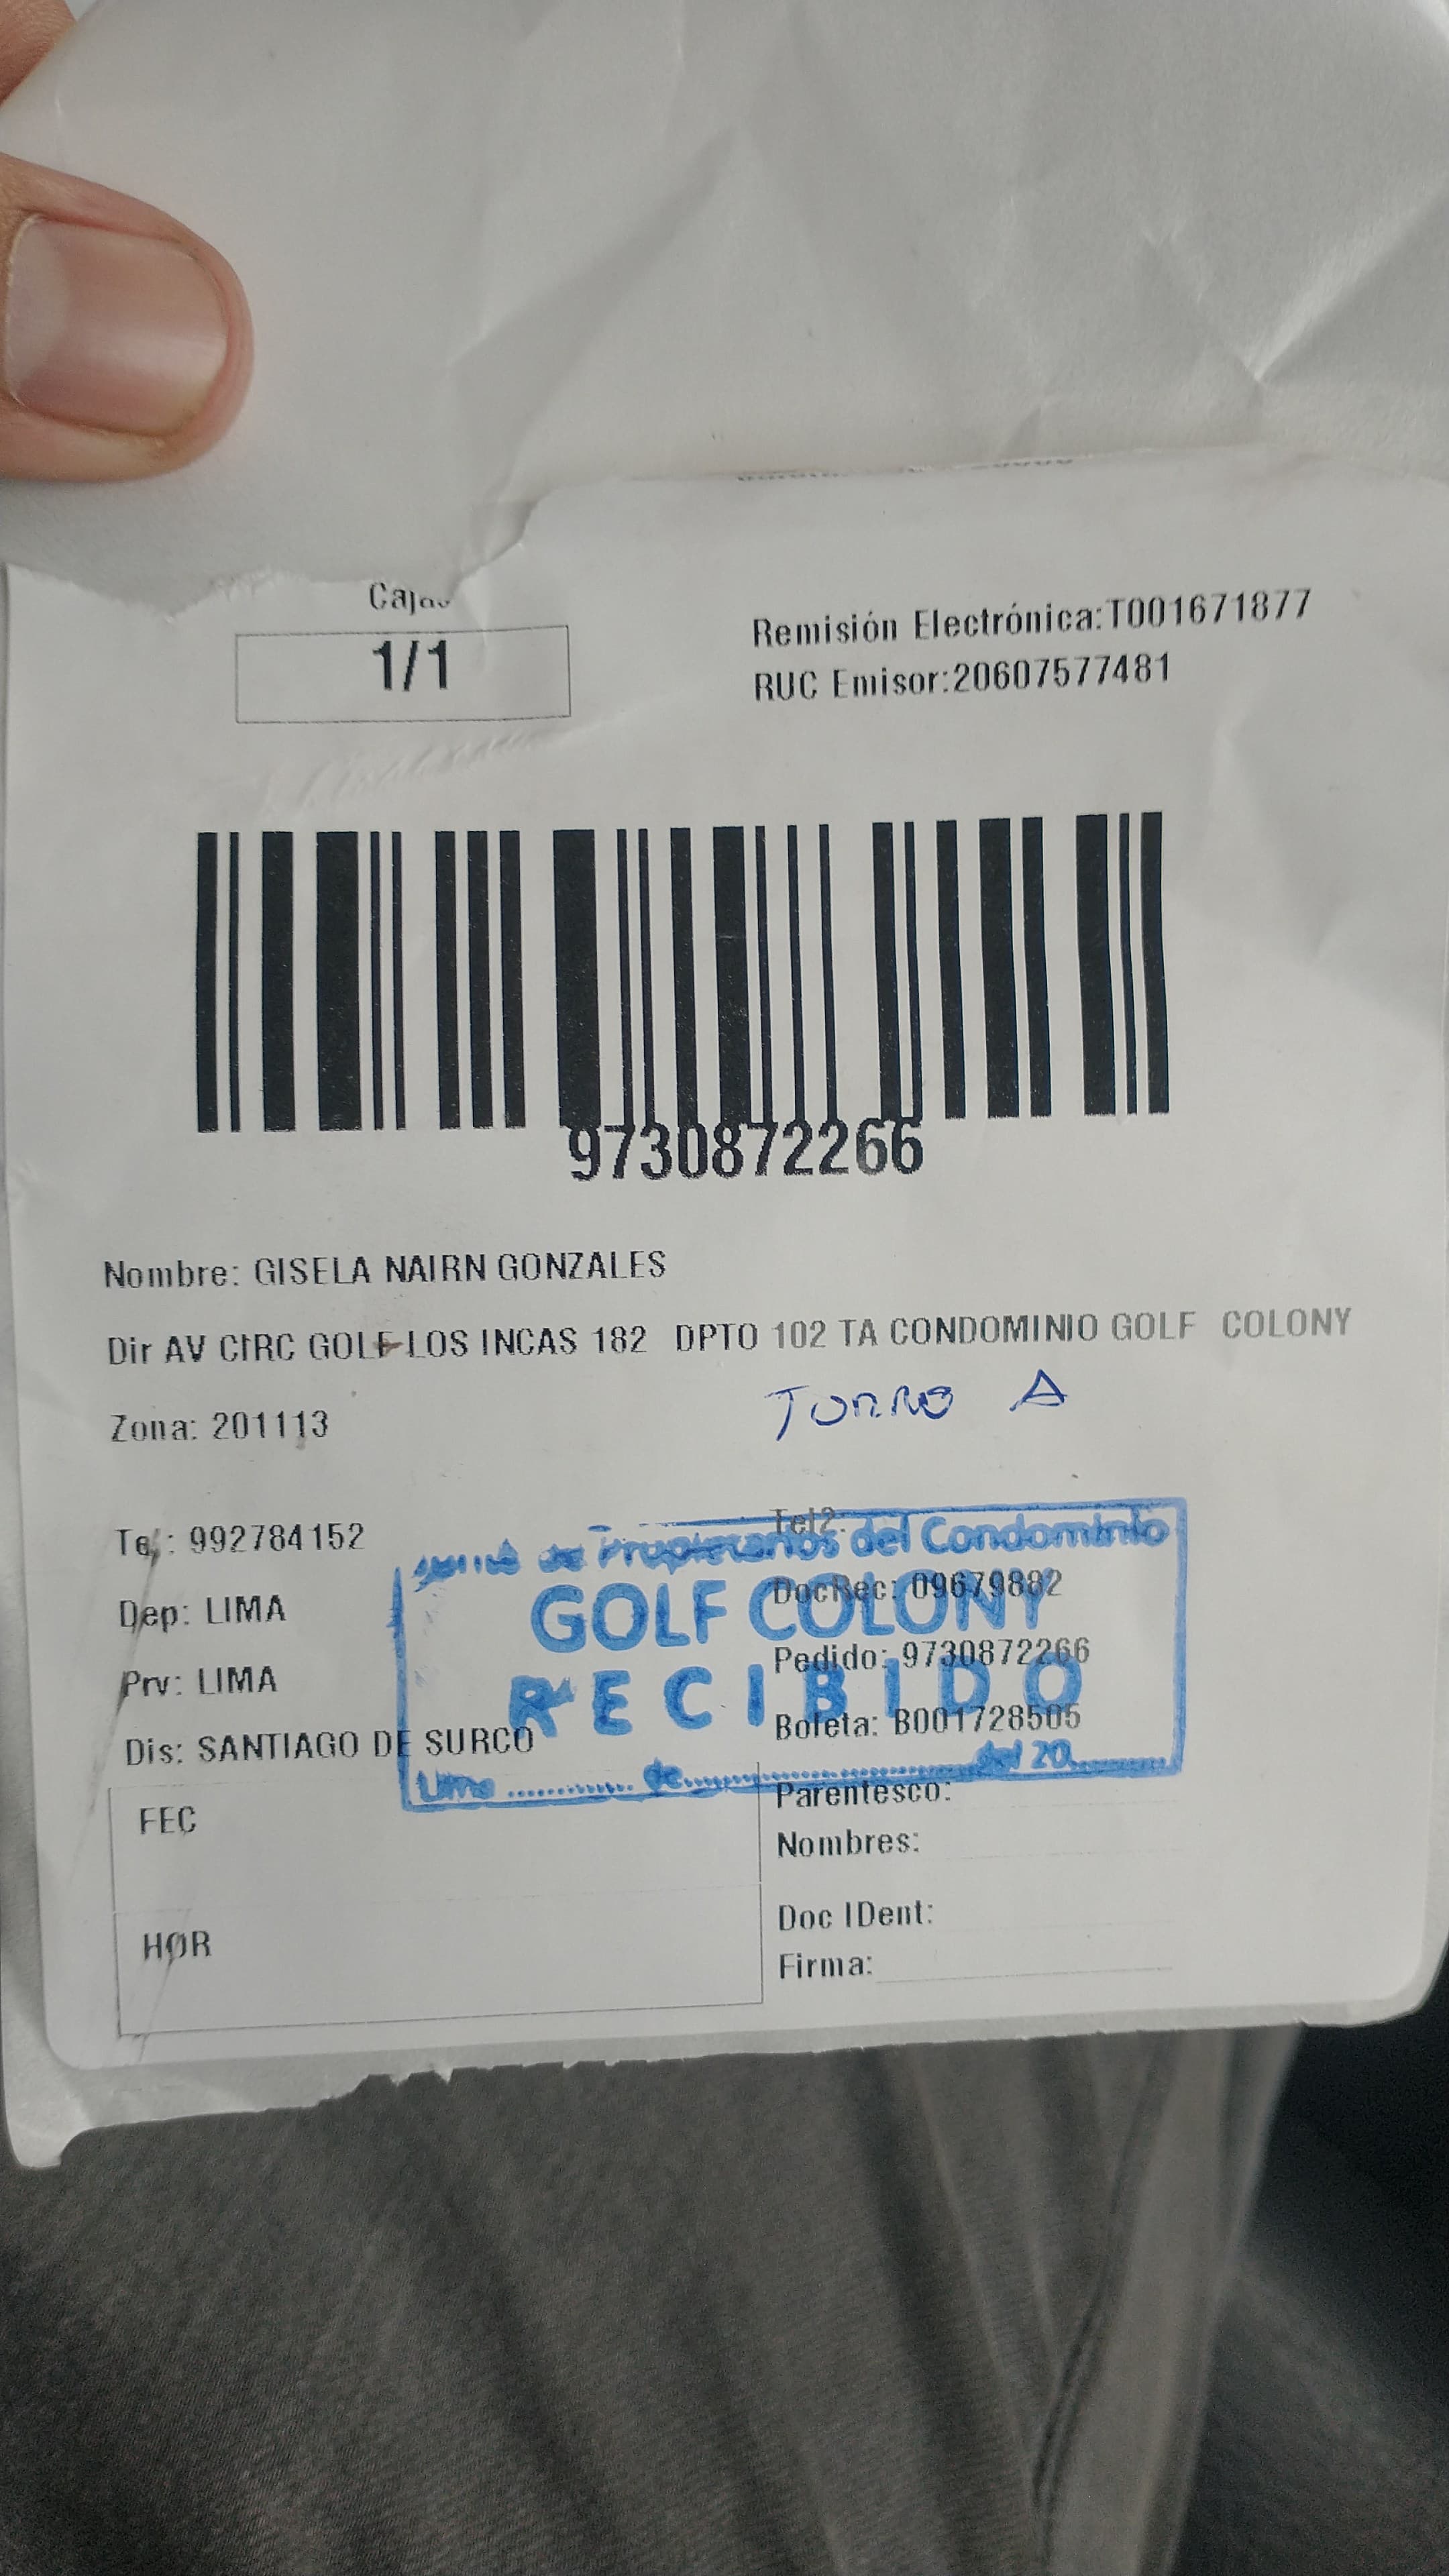 1/1
Remisión Electrónica:T001671877
RUC Emisor:20607577481
9730872266
Nombre: GISELA NAIRN GONZALES
Dir AV CIRC GOLF LOS INCAS 182 DPTO 102 TA CONDOMINIO GOLF COLONY
TORRE A
Zona: 201113
Tel: 992784152
Tel2:
de Propietarios del Condominio
Dep: LIMA
DocRec: 09679882
GOLF COLONY
Prv: LIMA
Pedido: 9730872266
RECIBIDO
Dis: SANTIAGO DE SURCO
Boleta: B001728505
Lima ............ de........................ del 20............
FEC
Parentesco:
Nombres:
HOR
Doc IDent:
Firma: